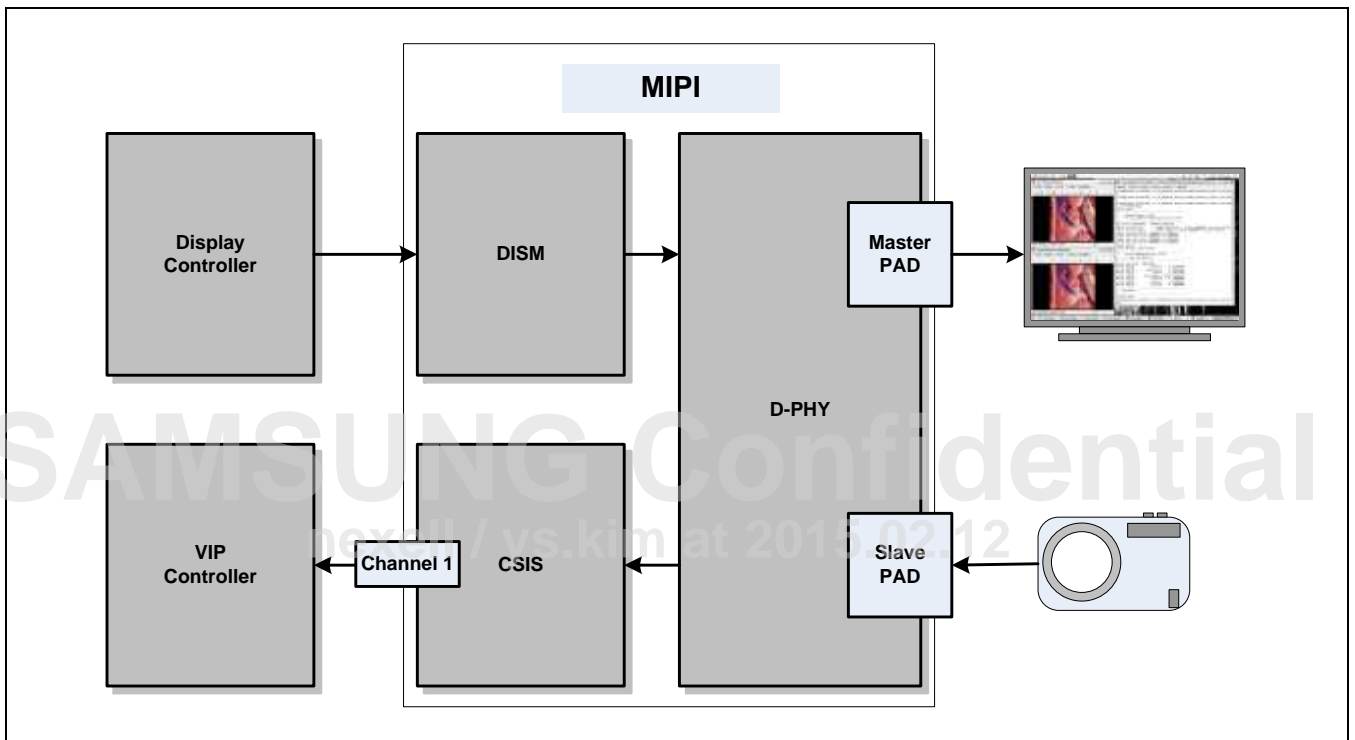 MIPI
Display
Controller
DISM
Master
PAD
D-PHY
SAMSUNG Confidential
nexell / ys.kim at 2015.02.12
VIP
Controller
Channel 1
CSIS
Slave
PAD